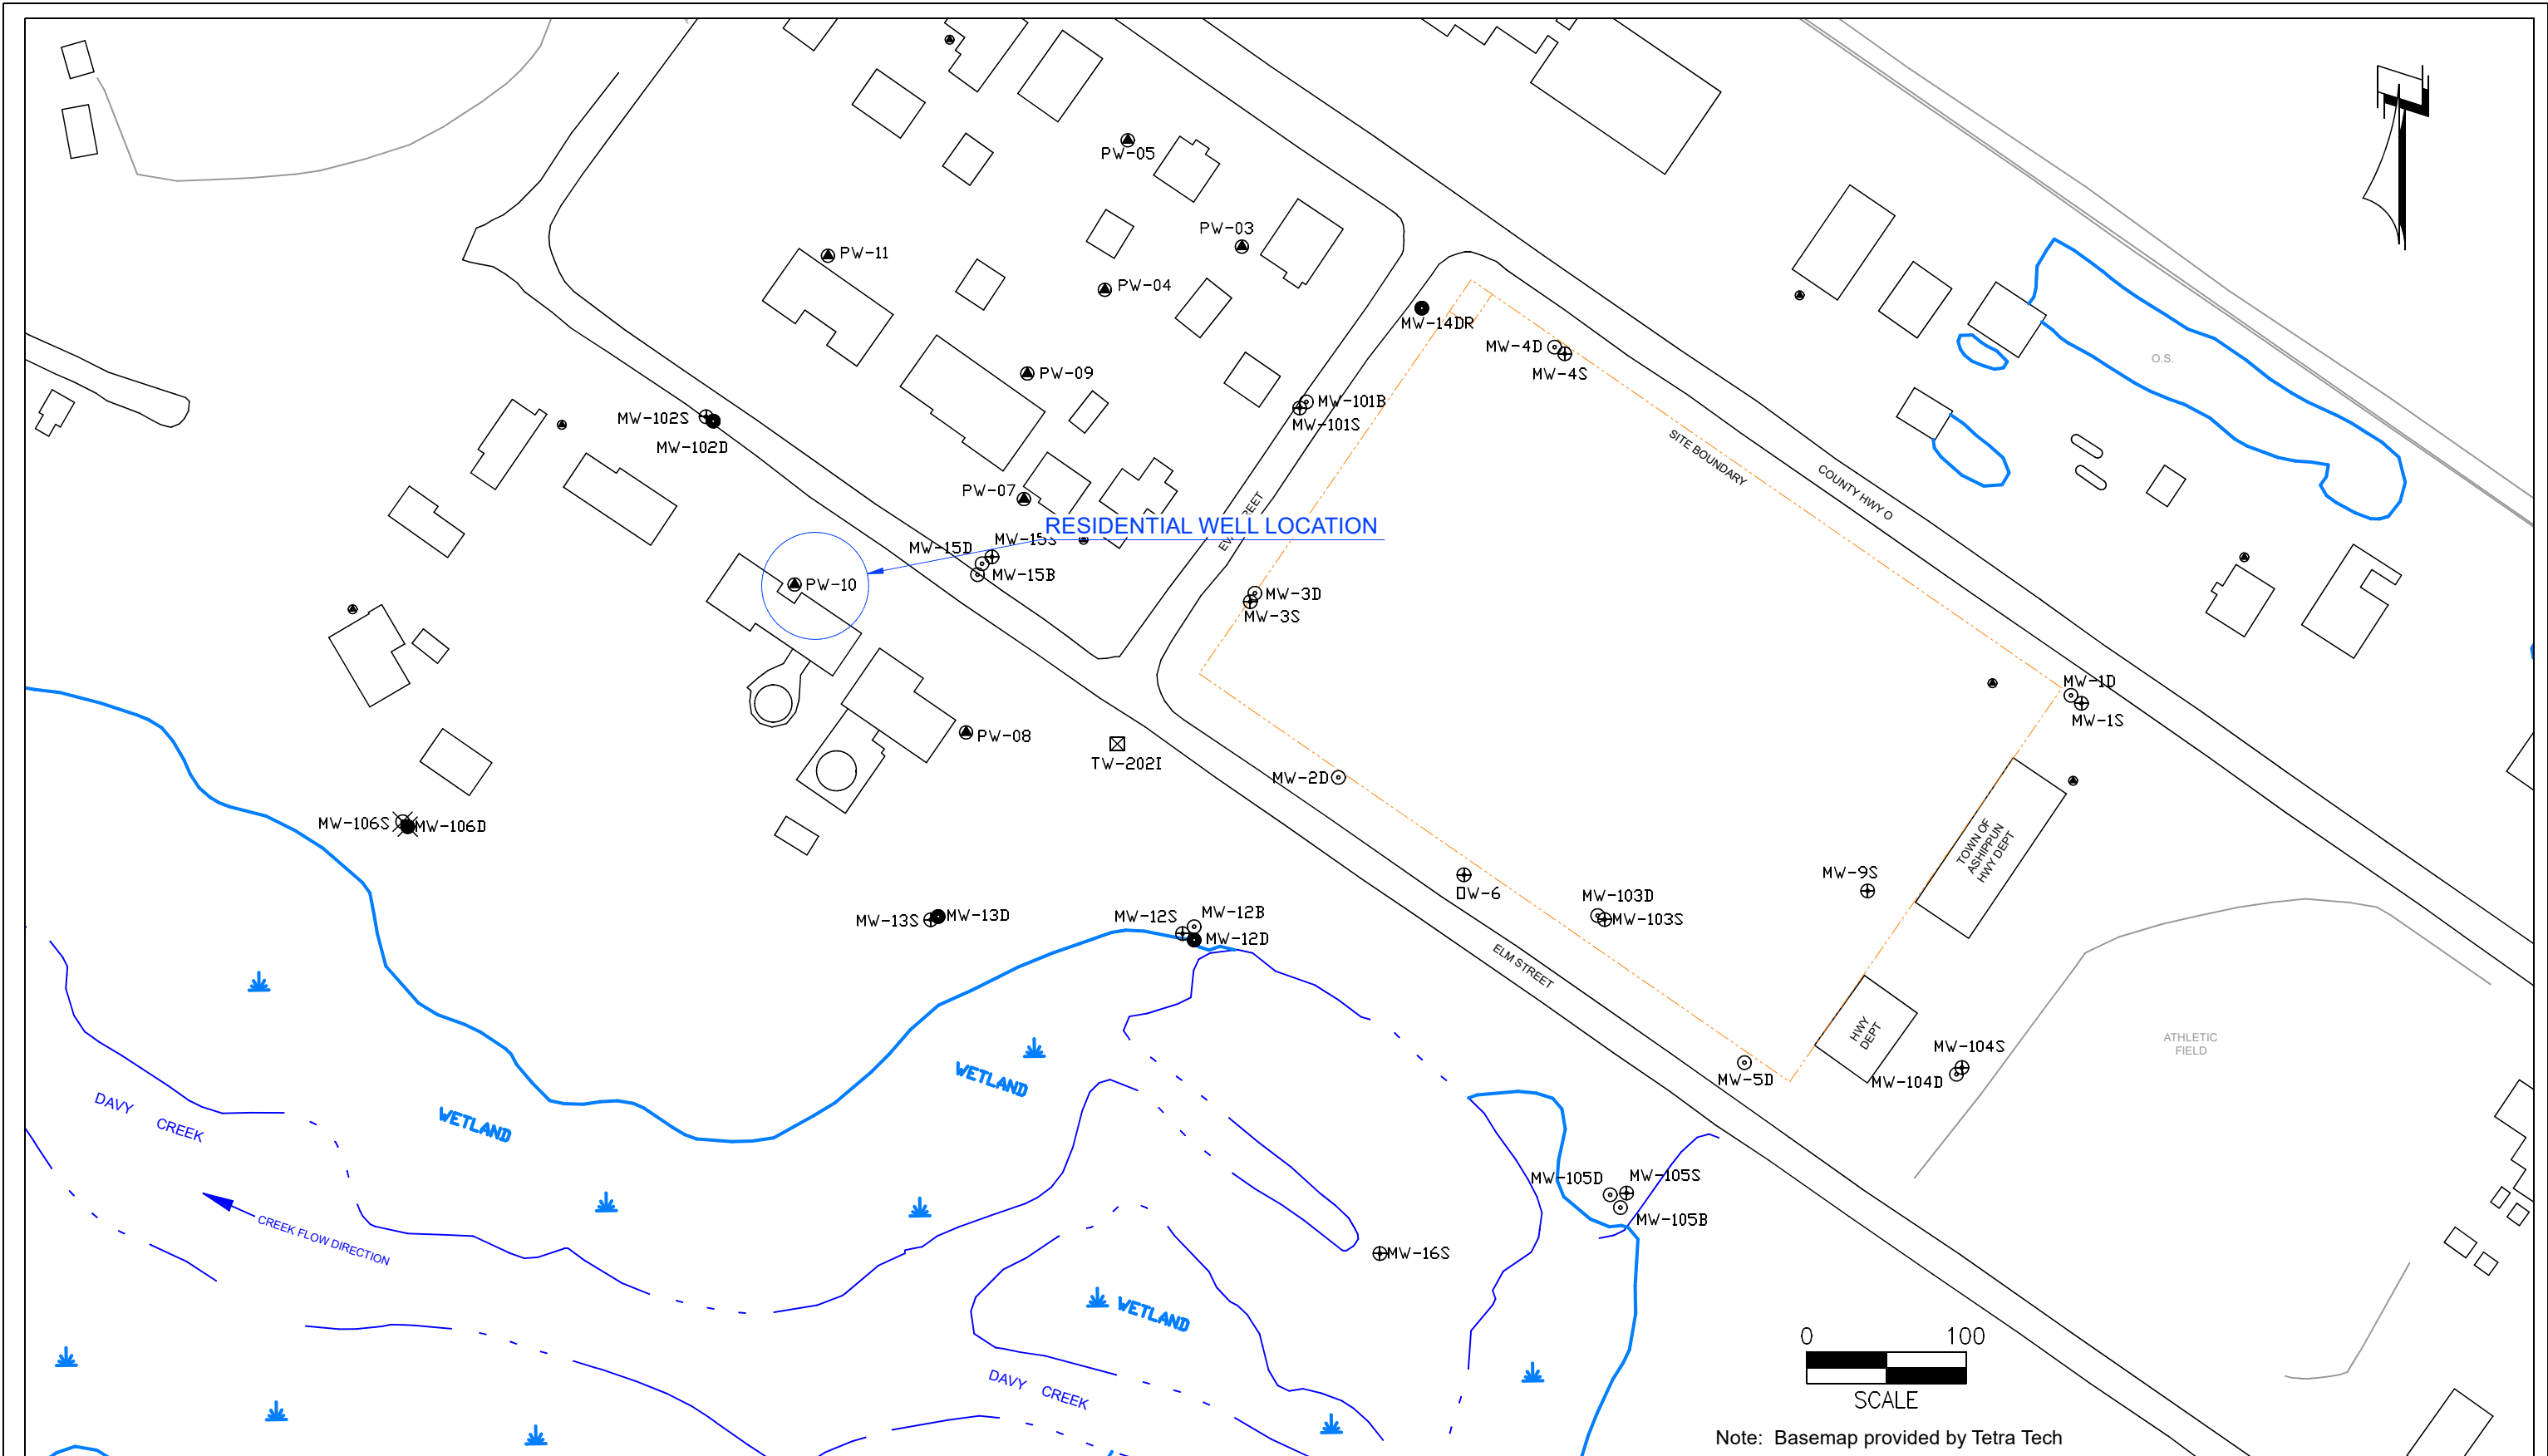 PW-05
PW-03
PW-11
PW-04
MW-14DR
MW-4D
MW-4S
O.S.
PW-09
MW-101B
MW-101S
MW-102S
MW-102D
SITE BOUNDARY
COUNTY HWY O
PW-07
RESIDENTIAL WELL LOCATION
MW-15D
MW-15S
MW-15B
PW-10
MW-3D
MW-3S
MW-1D
MW-1S
PW-08
TW-202I
MW-2D
MW-106S
MW-106D
TOWN OF
ASHIPPUN
HWY DEPT
MW-9S
OW-6
MW-103D
MW-103S
MW-13S
MW-13D
MW-12S
MW-12B
MW-12D
ELM STREET
HWY
DEPT
ATHLETIC
FIELD
MW-104S
MW-104D
MW-5D
WETLAND
WETLAND
DAVY CREEK
MW-105D
MW-105S
MW-105B
CREEK FLOW DIRECTION
MW-16S
WETLAND
DAVY CREEK
0 100
SCALE
Note: Basemap provided by Tetra Tech